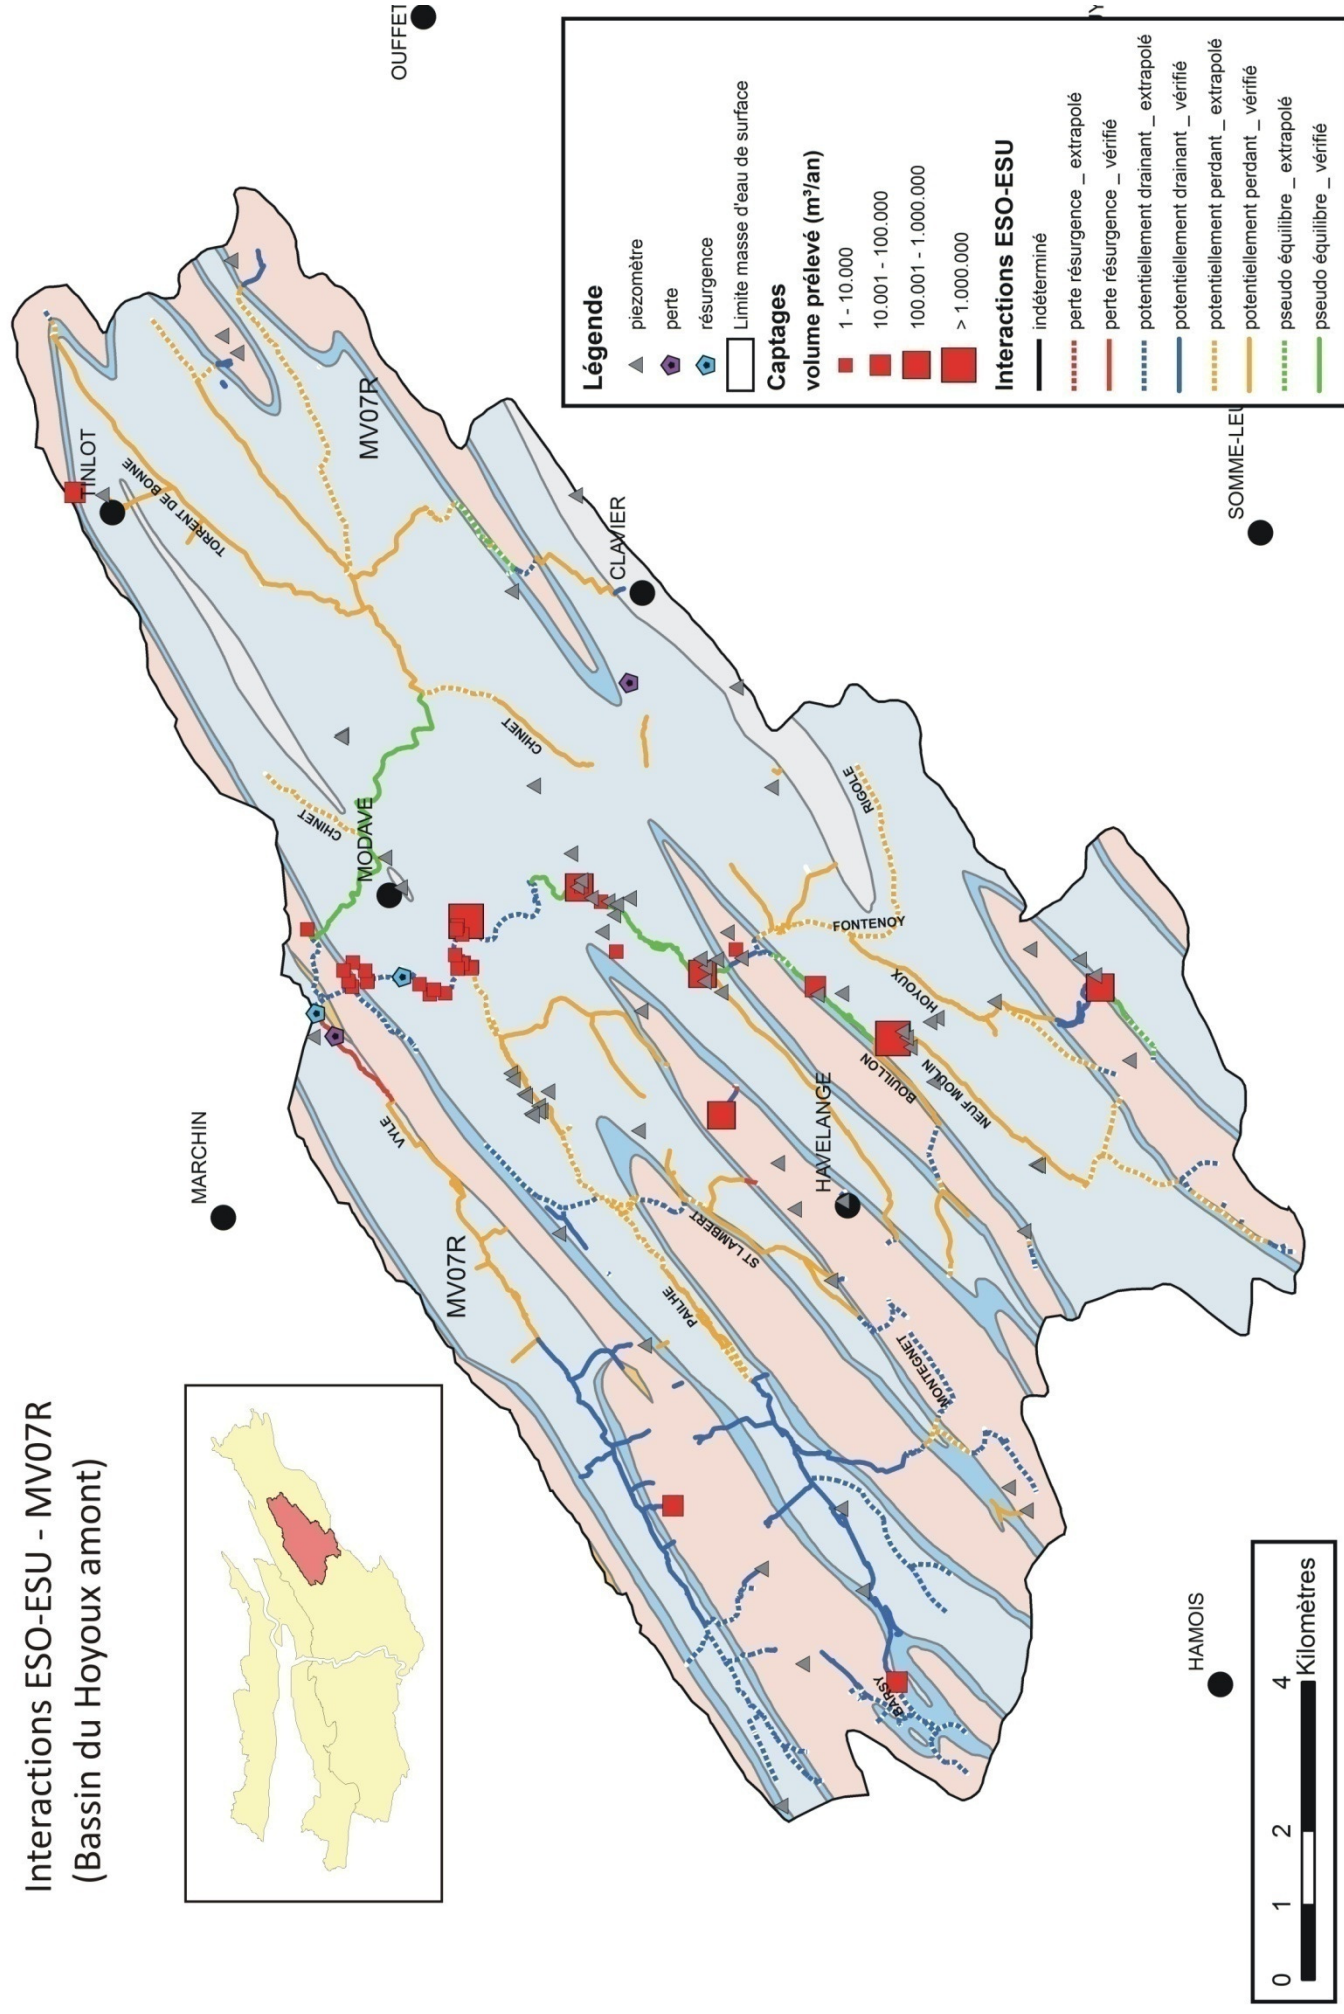 Interactions ESO-ESU - MV07R
(Bassin du Hoyoux amont)
OUFFET
TINLOT
TORRENT DE BONNE
MV07R
CLAVIER
CHINET
CHINET
MODAVE
MARCHIN
VYLE
MV07R
PAILHE
ST LAMBERT
HAVELANGE
MONTEGNET
BARSY
RIGOLE
FONTENOY
HOYOUX
NEUF MOULIN
BOUILLON
SOMME-LEU
HAMOIS
Légende
piezomètre
perte
résurgence
Limite masse d'eau de surface
Captages
volume prélevé (m³/an)
1 - 10.000
10.001 - 100.000
100.001 - 1.000.000
> 1.000.000
Interactions ESO-ESU
indéterminé
perte résurgence _ extrapolé
perte résurgence _ vérifié
potentiellement drainant _ extrapolé
potentiellement drainant _ vérifié
potentiellement perdant _ extrapolé
potentiellement perdant _ vérifié
pseudo équilibre _ extrapolé
pseudo équilibre _ vérifié
0 1 2 4
Kilomètres